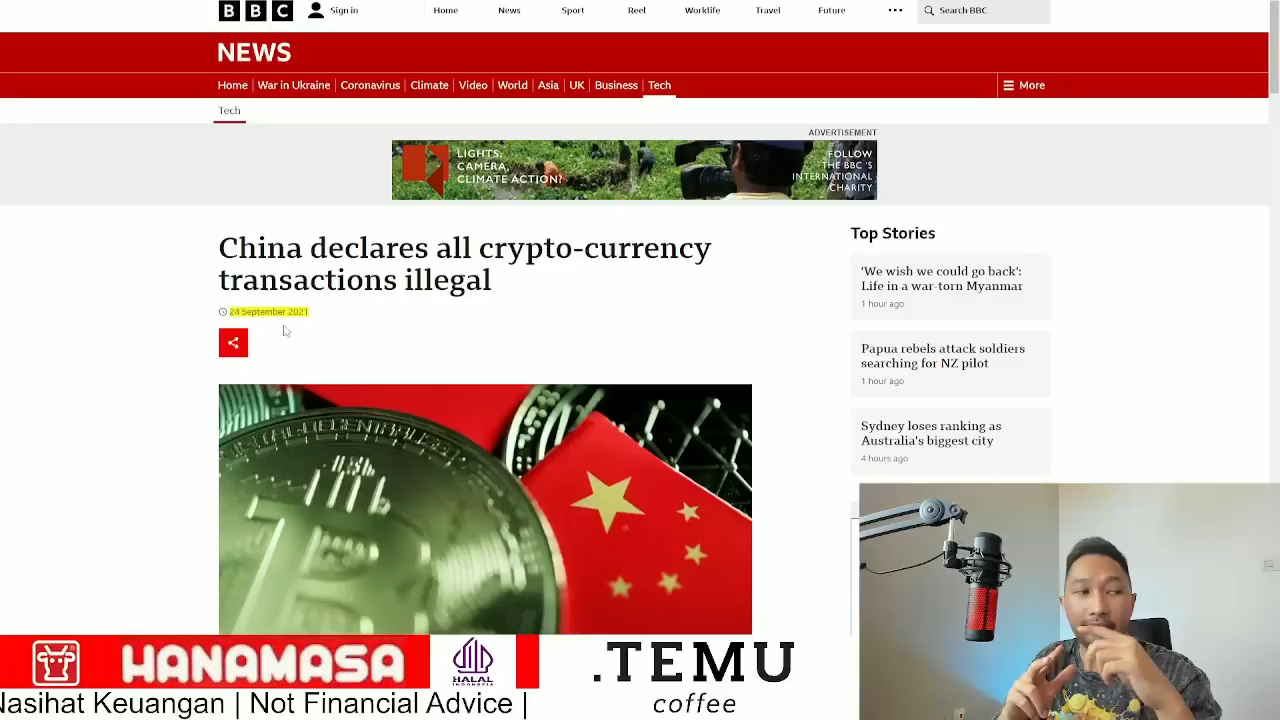 BBC
Sign in
Home
News
Sport
Reel
Worklife
Travel
Future
Search BBC
NEWS
Home
War in Ukraine
Coronavirus
Climate
Video
World
Asia
UK
Business
Tech
More
Tech
ADVERTISEMENT
LIGHTS,
CAMERA,
CLIMATE ACTION?
FOLLOW
THE BBC'S
INTERNATIONAL
CHARITY
China declares all crypto-currency
transactions illegal
24 September 2021
Top Stories
'We wish we could go back':
Life in a war-torn Myanmar
1 hour ago
Papua rebels attack soldiers
searching for NZ pilot
1 hour ago
Sydney loses ranking as
Australia's biggest city
4 hours ago
HANAMASA
HALAL
INDONESIA
.TEMU
coffee
Nasihat Keuangan | Not Financial Advice |